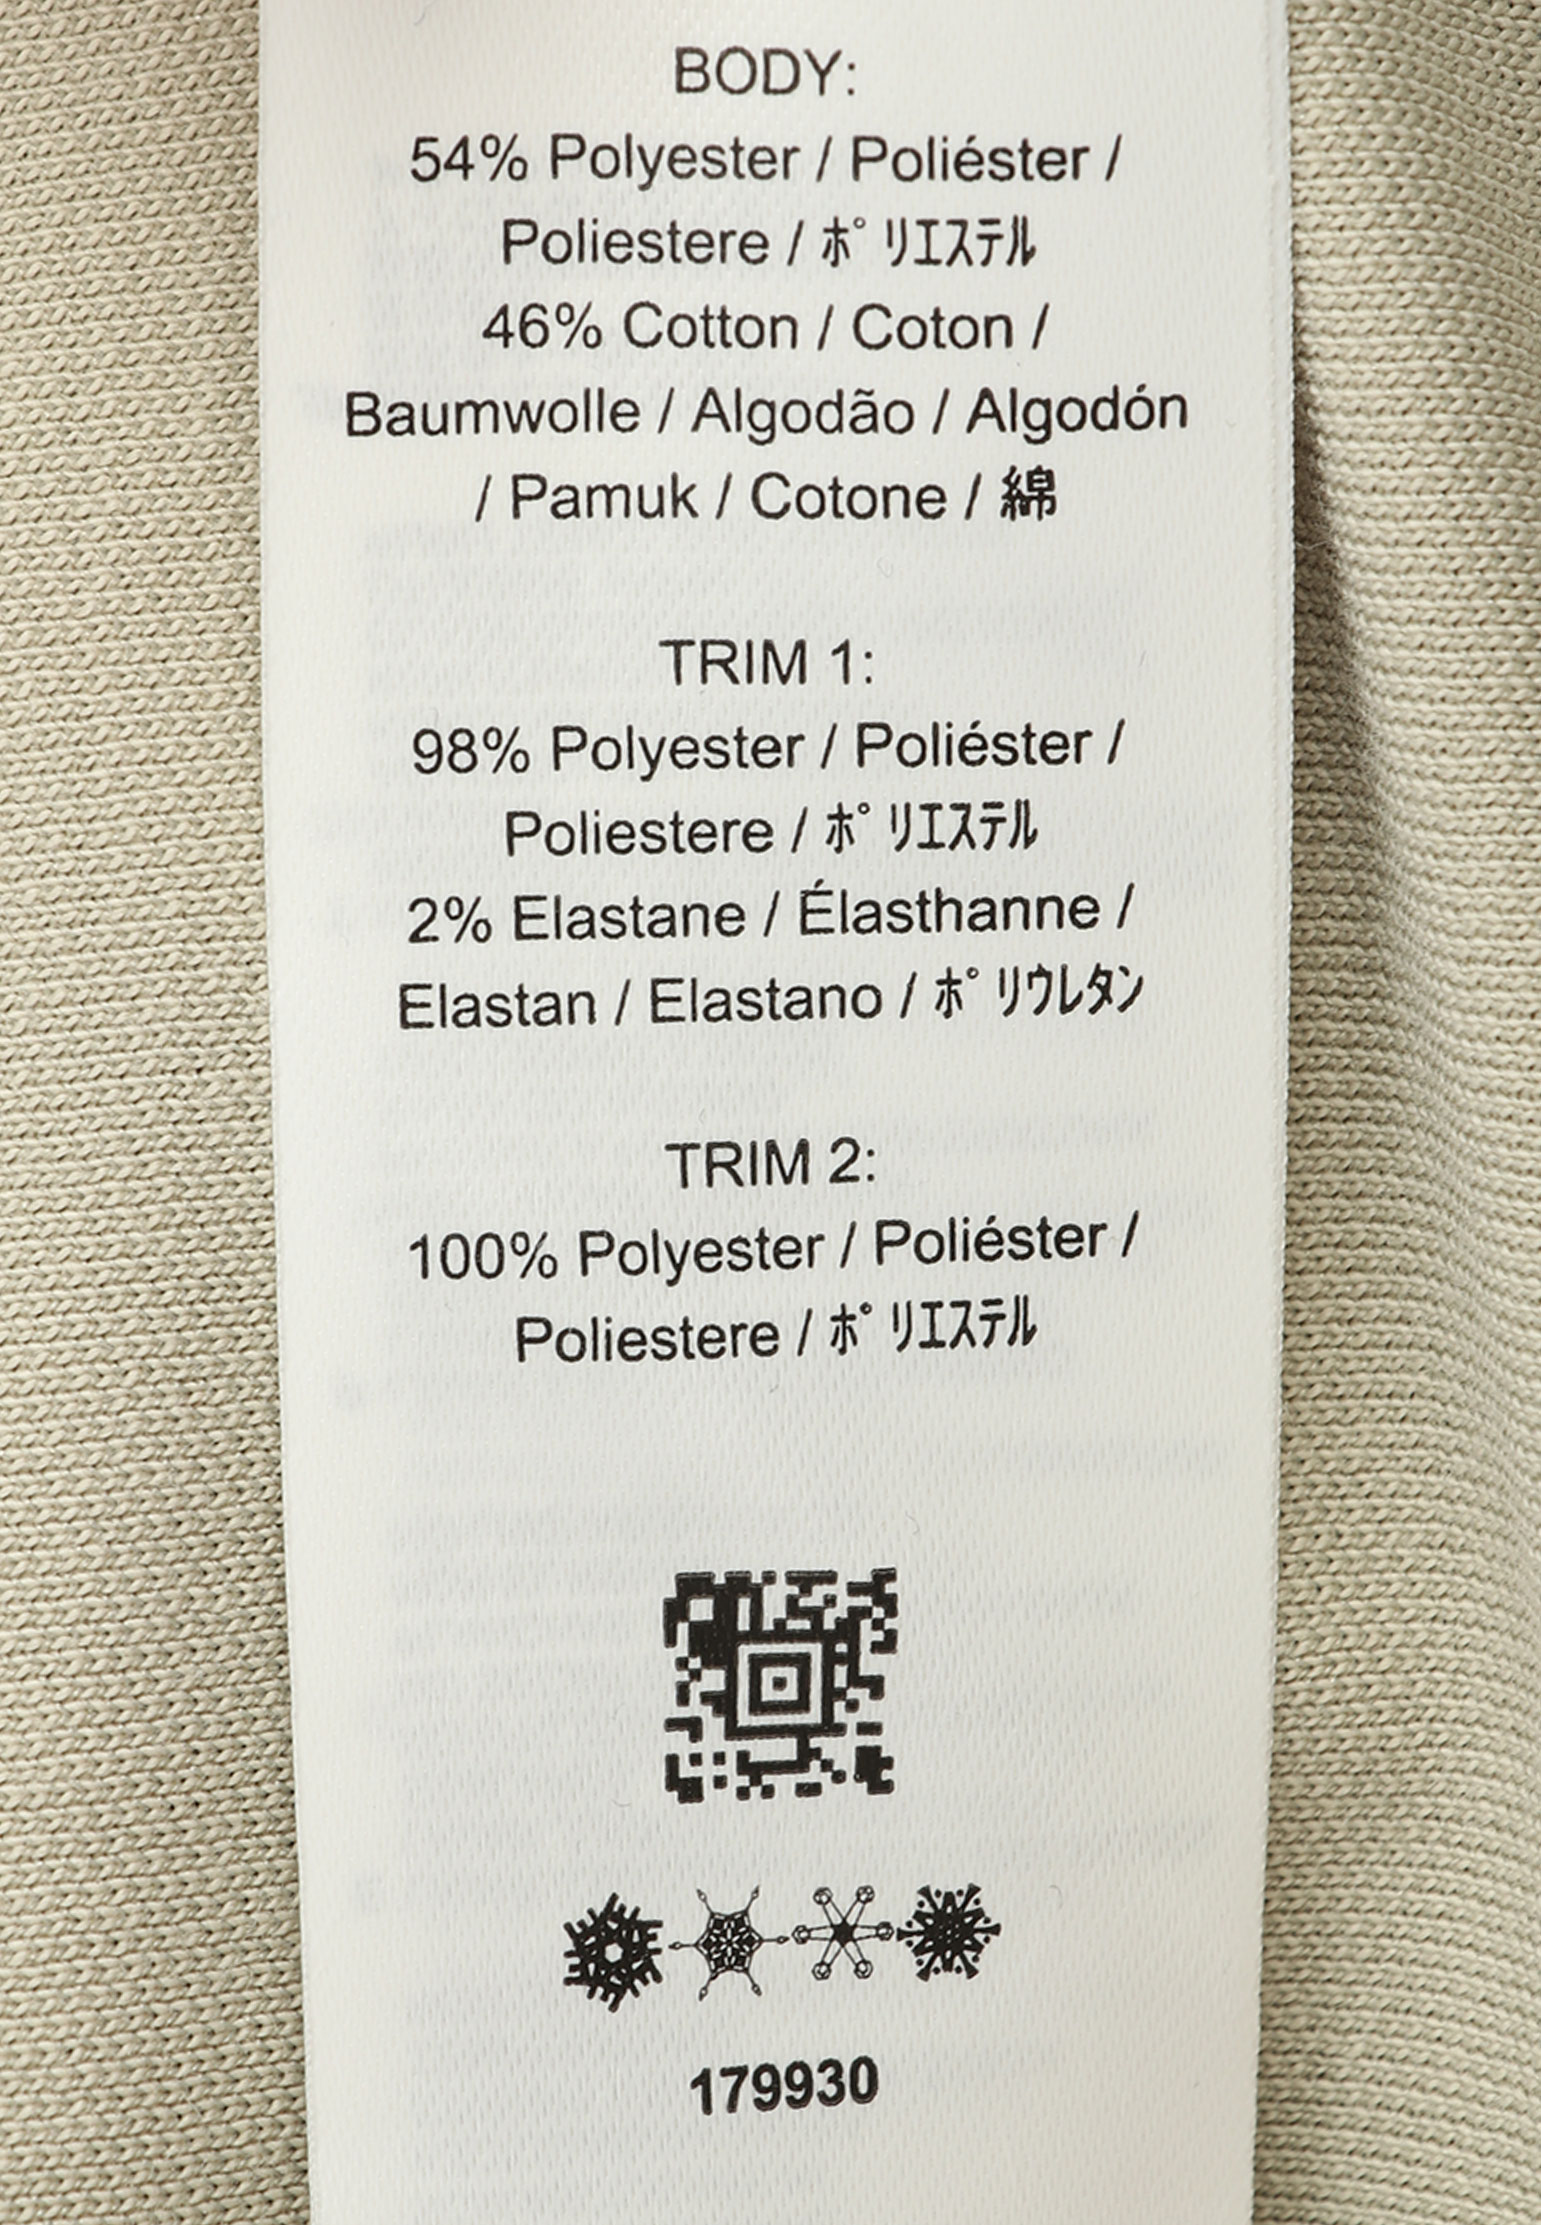 BODY:
54% Polyester / Poliéster /
Poliestere / ﾎﾟﾘｴｽﾃﾙ
46% Cotton / Coton /
Baumwolle / Algodão / Algodón
/ Pamuk / Cotone / 綿
TRIM 1:
98% Polyester / Poliéster /
Poliestere / ﾎﾟﾘｴｽﾃﾙ
2% Elastane / Élasthanne /
Elastan / Elastano / ﾎﾟﾘｳﾚﾀﾝ
TRIM 2:
100% Polyester / Poliéster /
Poliestere / ﾎﾟﾘｴｽﾃﾙ
179930